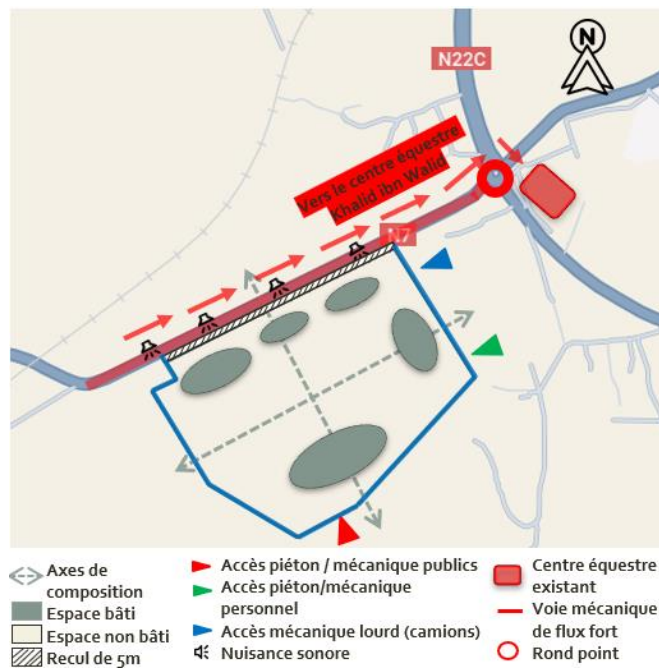 N22C
N
Vers le centre équestre
Khalid ibn Walid
N7
Axes de
composition
Espace bâti
Espace non bâti
Recul de 5m
Accès piéton / mécanique publics
Accès piéton/mécanique
personnel
Accès mécanique lourd (camions)
Nuisance sonore
Centre équestre
existant
Voie mécanique
de flux fort
Rond point